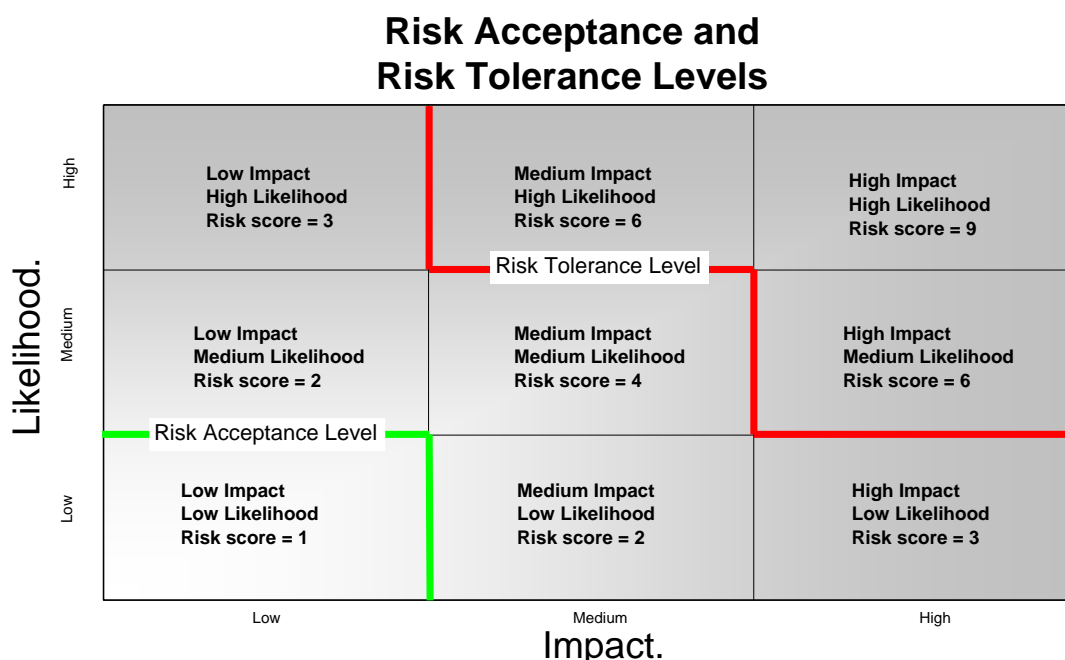 Risk Acceptance and
Risk Tolerance Levels
Likelihood.
High
Low Impact
High Likelihood
Risk score = 3
Medium Impact
High Likelihood
Risk score = 6
High Impact
High Likelihood
Risk score = 9
Risk Tolerance Level
Medium
Low Impact
Medium Likelihood
Risk score = 2
Medium Impact
Medium Likelihood
Risk score = 4
High Impact
Medium Likelihood
Risk score = 6
Risk Acceptance Level
Low
Low Impact
Low Likelihood
Risk score = 1
Medium Impact
Low Likelihood
Risk score = 2
High Impact
Low Likelihood
Risk score = 3
Low
Medium
High
Impact.